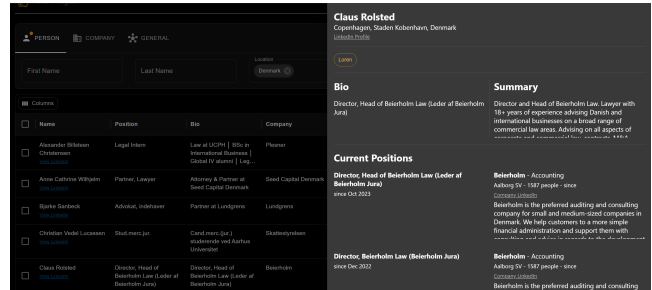 PERSON
COMPANY
GENERAL
First Name
Last Name
Location
Denmark
Columns
Name
Position
Bio
Company
Alexander Billesteen
Christensen
View LinkedIn
Legal Intern
Law at UCPH | BSc in
International Business |
Global IV alumni | Leg...
Plesner
Anne Cathrine Wilhjelm
View LinkedIn
Partner, Lawyer
Attorney & Partner at
Seed Capital Denmark
Seed Capital Denmark
Bjarke Sanbeck
View LinkedIn
Advokat, indehaver
Partner at Lundgrens
Lundgrens
Christian Vedel Lucassen
View LinkedIn
Stud.merc.jur.
Cand.merc.(jur.)
studerende ved Aarhus
Universitet
Skattestyrelsen
Claus Rolsted
View LinkedIn
Director, Head of
Beierholm Law (Leder af
Beierholm Jura)
Director, Head of
Beierholm Law (Leder af
Beierholm Jura)
Beierholm
Claus Rolsted
Copenhagen, Staden Kobenhavn, Denmark
LinkedIn Profile
Bio
Director, Head of Beierholm Law (Leder af Beierholm
Jura)
Summary
Director and Head of Beierholm Law. Lawyer with
18+ years of experience advising Danish and
international businesses on a broad range of
commercial law areas. Advising on all aspects of
Current Positions
Director, Head of Beierholm Law (Leder af
Beierholm Jura)
since Oct 2023
Beierholm - Accounting
Aalborg SV - 1587 people - since
Company LinkedIn
Beierholm is the preferred auditing and consulting
company for small and medium-sized companies in
Denmark. We help customers to a more simple
financial administration and support them with
Director, Beierholm Law (Beierholm Jura)
since Dec 2022
Beierholm - Accounting
Aalborg SV - 1587 people - since
Company LinkedIn
Beierholm is the preferred auditing and consulting